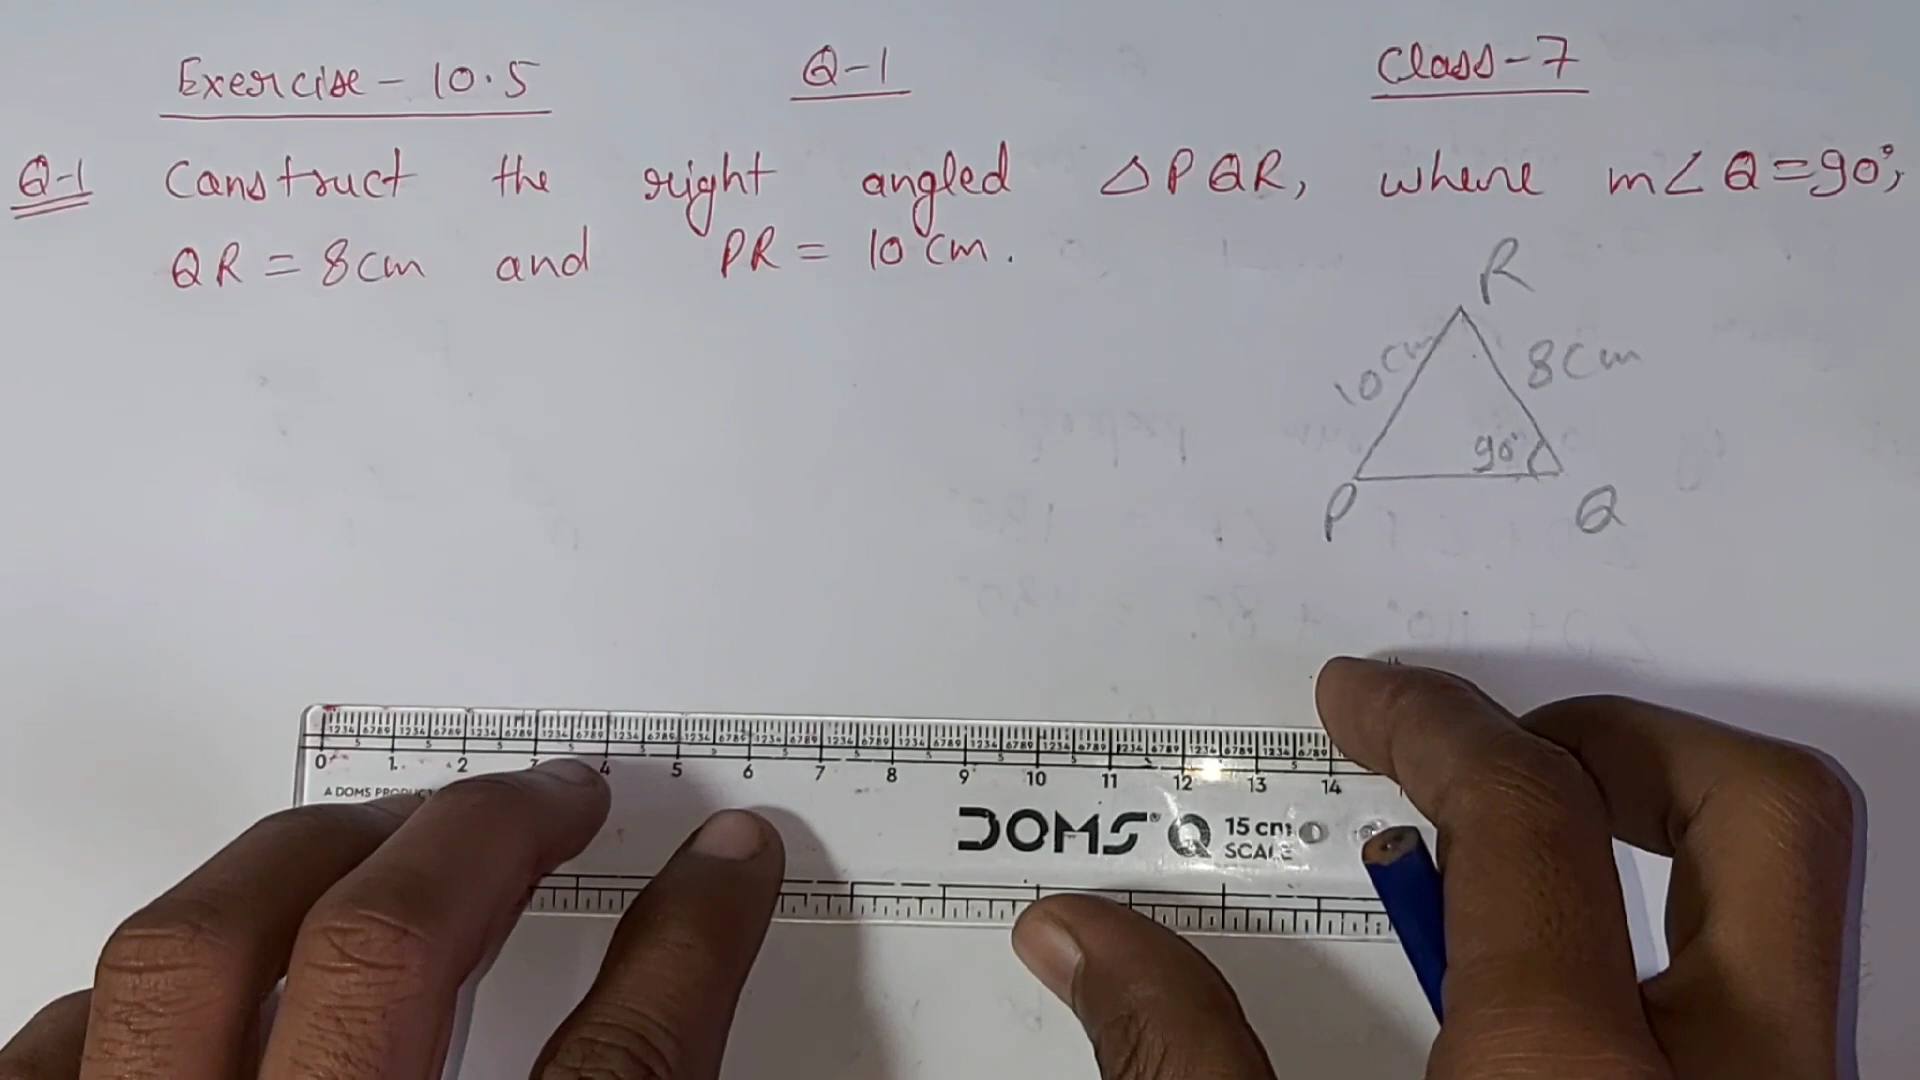 Exercise - 10.5 Q-1 Class-7
Q-1 Construct the right angled △PQR, where m∠Q=90°,
QR = 8cm and PR = 10 cm.
R
10cm 8cm
90°
P Q
0 1 2 3 4 5 6 7 8 9 10 11 12 13 14
A DOMS PRODUCT
DOMS Q 15 cm
SCALE